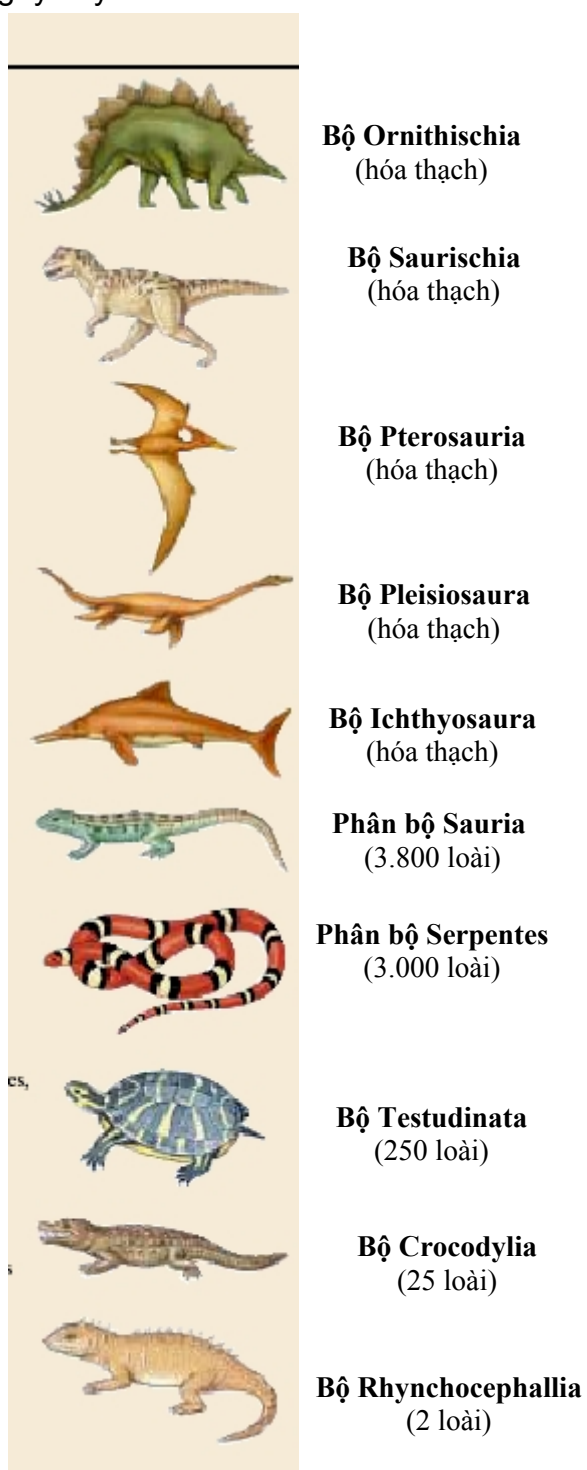 Bộ Ornithischia
(hóa thạch)
Bộ Saurischia
(hóa thạch)
Bộ Pterosauria
(hóa thạch)
Bộ Pleisiosaura
(hóa thạch)
Bộ Ichthyosaura
(hóa thạch)
Phân bộ Sauria
(3.800 loài)
Phân bộ Serpentes
(3.000 loài)
es,
Bộ Testudinata
(250 loài)
Bộ Crocodylia
(25 loài)
s
Bộ Rhynchocephallia
(2 loài)